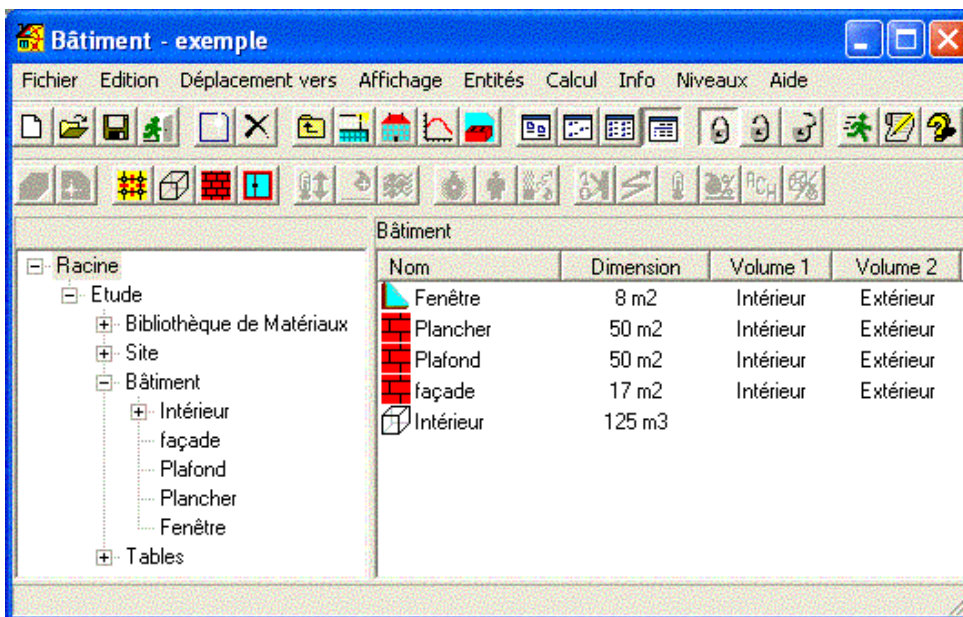 Bâtiment - exemple
Fichier Edition Déplacement vers Affichage Entités Calcul Info Niveaux Aide
Bâtiment
Racine
Etude
Bibliothèque de Matériaux
Site
Bâtiment
Intérieur
façade
Plafond
Plancher
Fenêtre
Tables
Nom Dimension Volume 1 Volume 2
Fenêtre 8 m2 Intérieur Extérieur
Plancher 50 m2 Intérieur Extérieur
Plafond 50 m2 Intérieur Extérieur
façade 17 m2 Intérieur Extérieur
Intérieur 125 m3